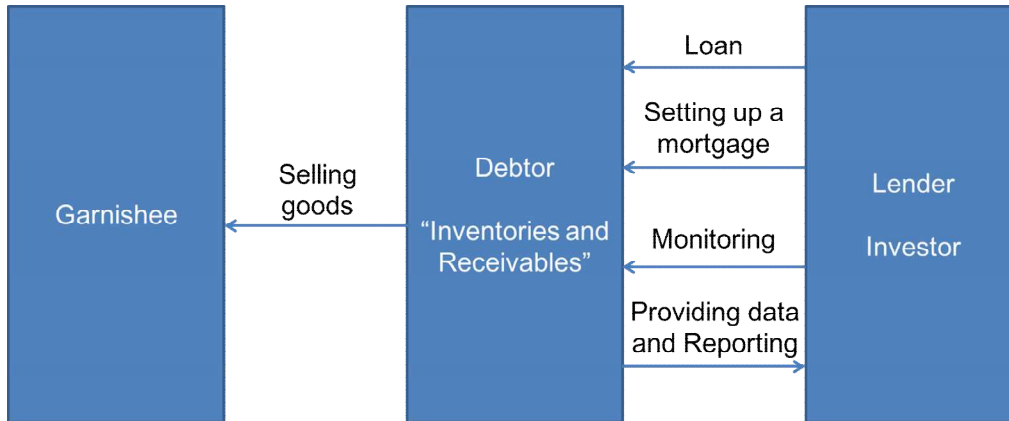 Garnishee
Selling
goods
Debtor
“Inventories and
Receivables”
Loan
Setting up a
mortgage
Monitoring
Providing data
and Reporting
Lender
Investor